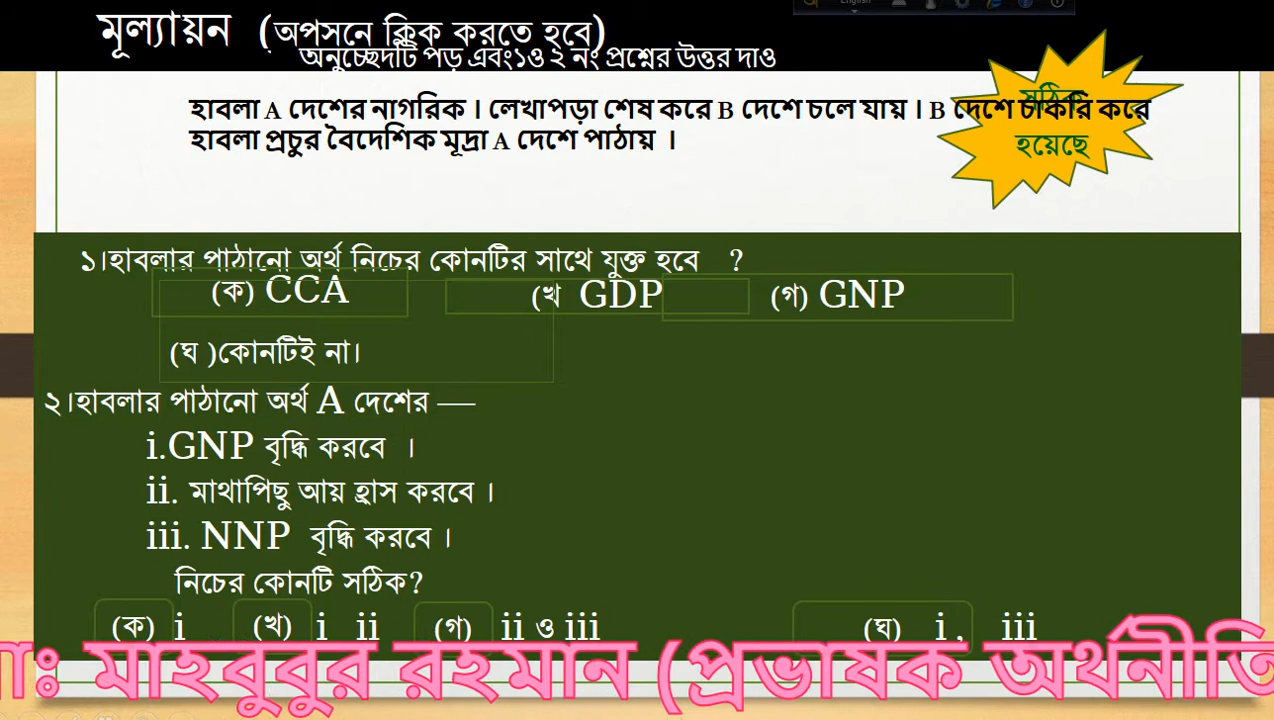 English
মূল্যায়ন (অপসনে ক্লিক করতে হবে)
অনুচ্ছেদটি পড় এবং১ও ২ নং প্রশ্নের উত্তর দাও
সঠিক
হয়েছে
হাবলা A দেশের নাগরিক । লেখাপড়া শেষ করে B দেশে চলে যায় । B দেশে চাকরি করে
হাবলা প্রচুর বৈদেশিক মূদ্রা A দেশে পাঠায় ।
১।হাবলার পাঠানো অর্থ নিচের কোনটির সাথে যুক্ত হবে ?
(ক) CCA (খ GDP (গ) GNP
(ঘ )কোনটিই না।
২।হাবলার পাঠানো অর্থ A দেশের —
i.GNP বৃদ্ধি করবে ।
ii. মাথাপিছু আয় হ্রাস করবে ।
iii. NNP বৃদ্ধি করবে ।
নিচের কোনটি সঠিক?
(ক) i (খ) i ii (গ) ii ও iii (ঘ) i , iii
াঃ মাহবুবুর রহমান (প্রভাষক অর্থনীতি